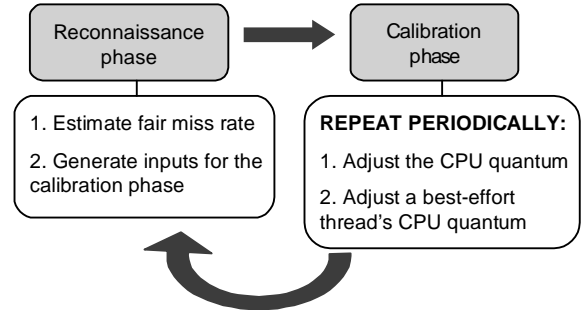 Reconnaissance
phase
1. Estimate fair miss rate
2. Generate inputs for the
calibration phase
Calibration
phase
REPEAT PERIODICALLY:
1. Adjust the CPU quantum
2. Adjust a best-effort
thread's CPU quantum